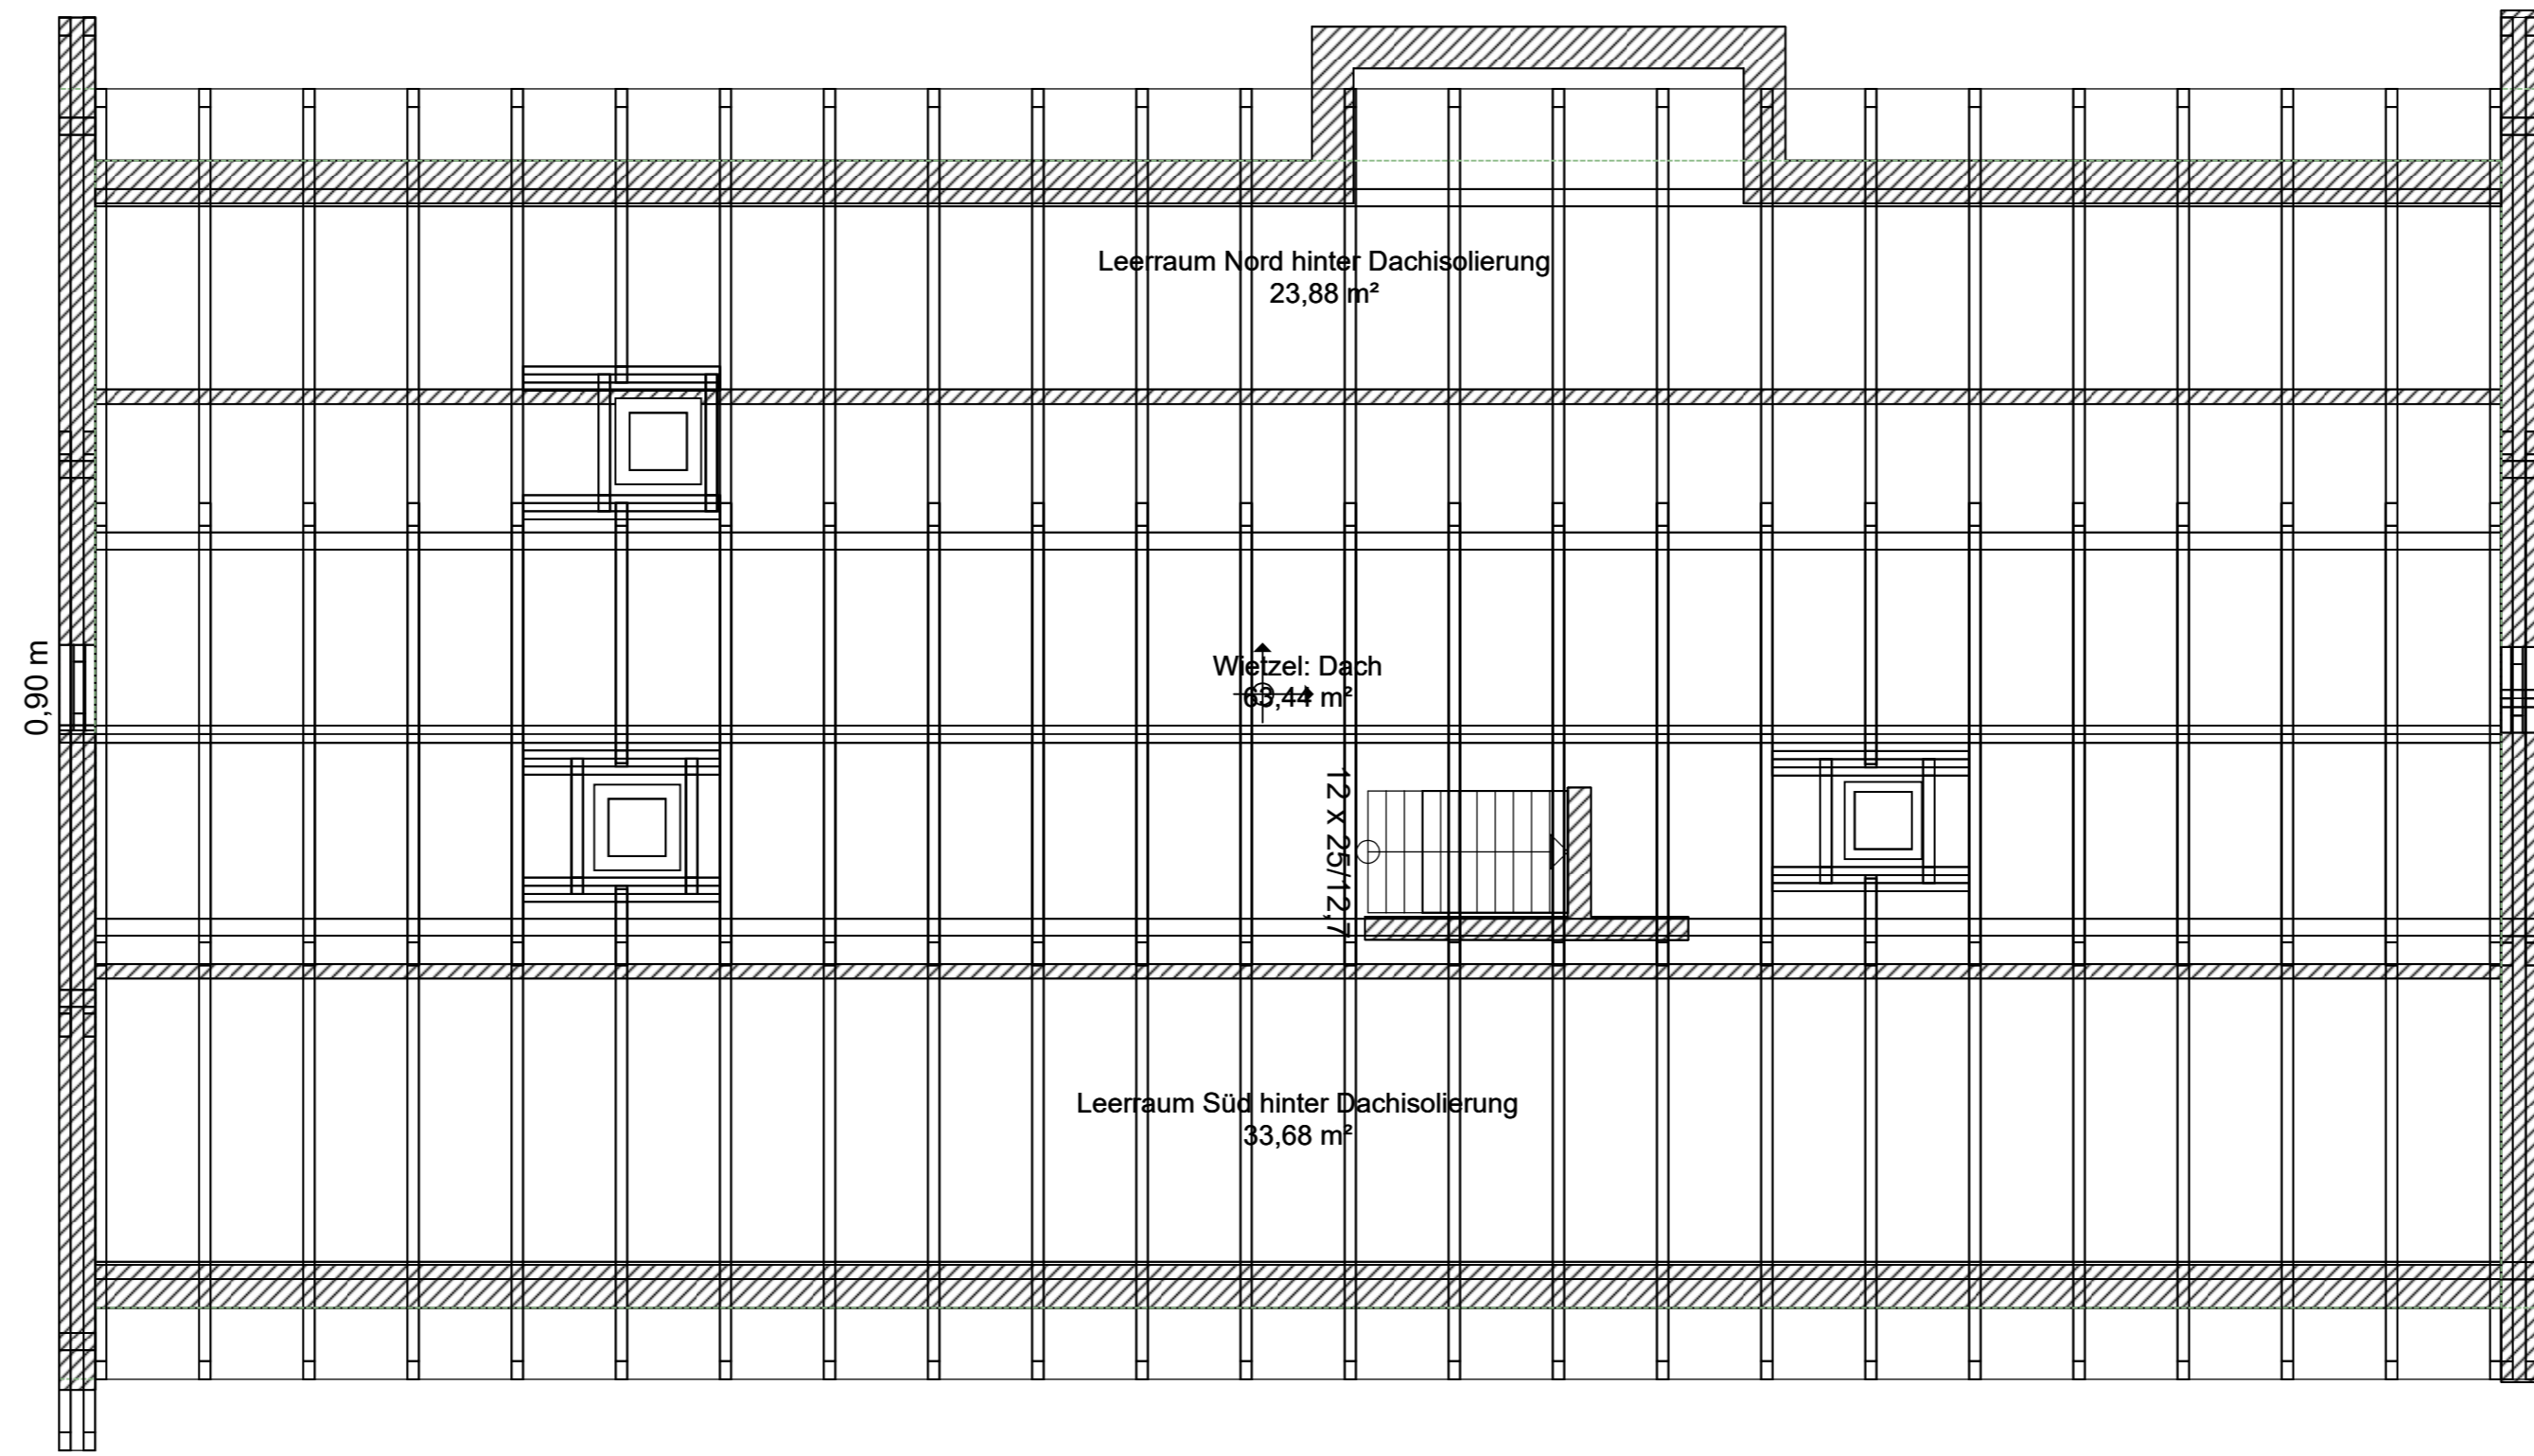 Leerraum Nord hinter Dachisolierung
23,88 m²
0,90 m
Wietzel: Dach
63,44 m²
12 x 25/12,7
Leerraum Süd hinter Dachisolierung
33,68 m²